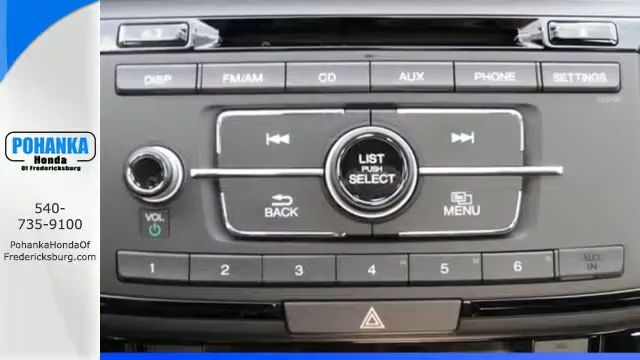 POHANKA
Honda
Of Fredericksburg
540-
735-9100
PohankaHondaOf
Fredericksburg.com
DISP
FM/AM
CD
AUX
PHONE
SETTINGS
LIST
PUSH
SELECT
BACK
MENU
VOL
1
2
3
4
5
6
AUX
IN